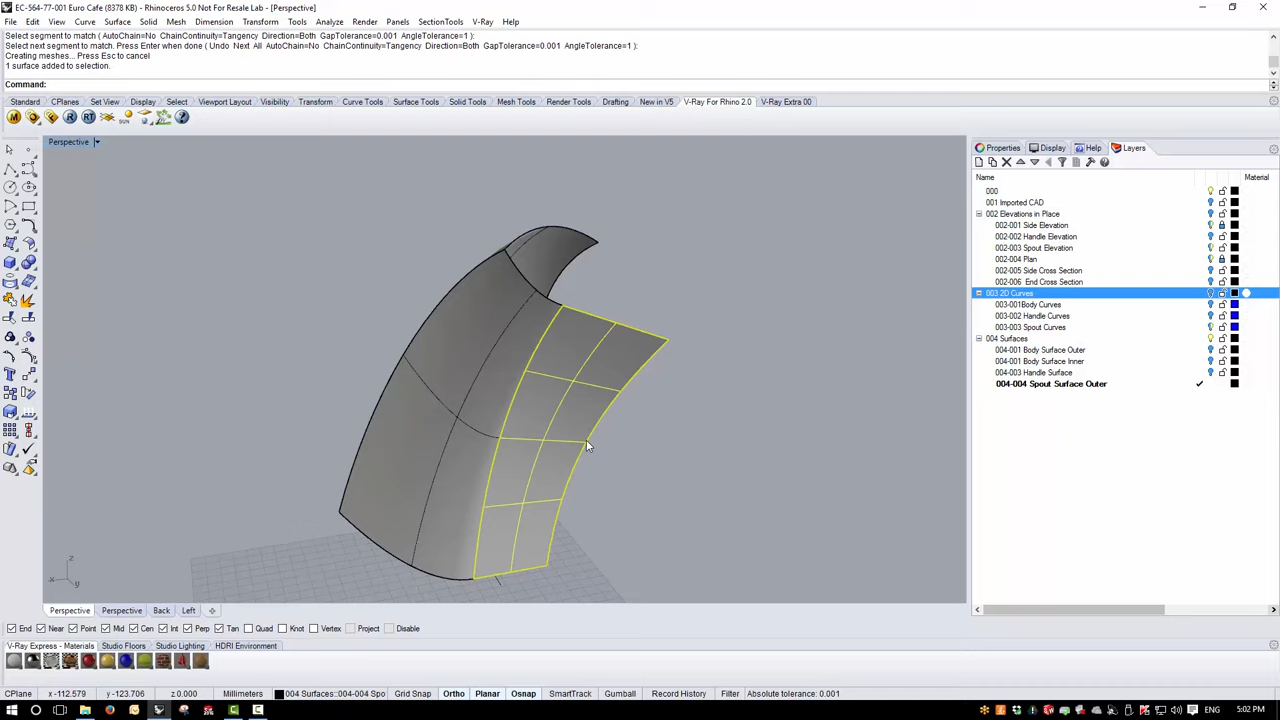 EC-564-77-001 Euro Cafe (8378 KB) - Rhinoceros 5.0 Not For Resale Lab - [Perspective]
File Edit View Curve Surface Solid Mesh Dimension Transform Tools Analyze Render Panels SectionTools V-Ray Help
Select segment to match ( AutoChain=No ChainContinuity=Tangency Direction=Both GapTolerance=0.001 AngleTolerance=1 ):
Select next segment to match. Press Enter when done ( Undo Next All AutoChain=No ChainContinuity=Tangency Direction=Both GapTolerance=0.001 AngleTolerance=1 ):
Creating meshes... Press Esc to cancel
1 surface added to selection.
Command:
Standard CPlanes Set View Display Select Viewport Layout Visibility Transform Curve Tools Surface Tools Solid Tools Mesh Tools Render Tools Drafting New in V5 V-Ray For Rhino 2.0 V-Ray Extra 00
Perspective
Properties Display Help Layers
Name Material
000
001 Imported CAD
002 Elevations in Place
002-001 Side Elevation
002-002 Handle Elevation
002-003 Spout Elevation
002-004 Plan
002-005 Side Cross Section
002-006 End Cross Section
003 2D Curves
003-001Body Curves
003-002 Handle Curves
003-003 Spout Curves
004 Surfaces
004-001 Body Surface Outer
004-002 Body Surface Inner
004-003 Handle Surface
004-004 Spout Surface Outer
z
x y
Perspective Perspective Back Left
End Near Point Mid Cen Int Perp Tan Quad Knot Vertex Project Disable
V-Ray Express - Materials Studio Floors Studio Lighting HDRI Environment
CPlane x -112.579 y -123.706 z 0.000 Millimeters 004 Surfaces::004-004 Spo Grid Snap Ortho Planar Osnap SmartTrack Gumball Record History Filter Absolute tolerance: 0.001
ENG 5:02 PM